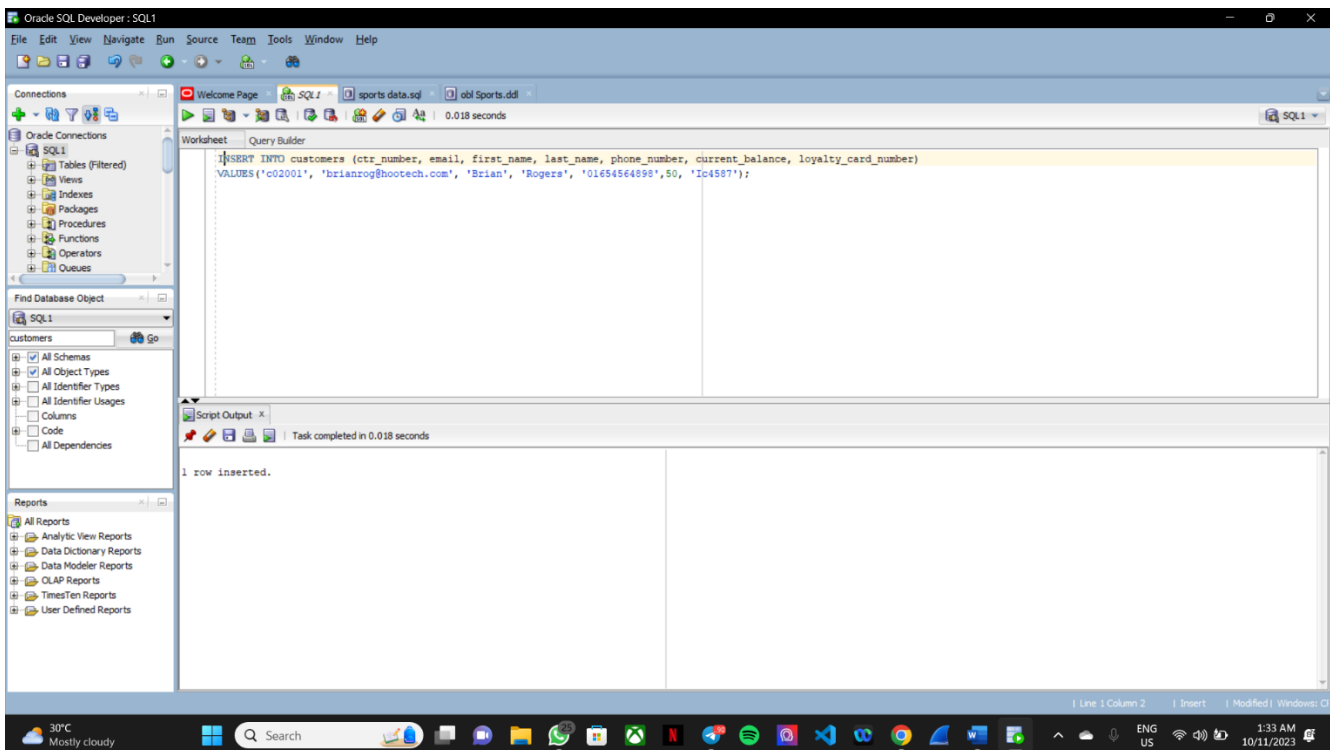 Oracle SQL Developer : SQL1
File Edit View Navigate Run Source Team Tools Window Help
Connections
Oracle Connections
SQL1
Tables (Filtered)
Views
Indexes
Packages
Procedures
Functions
Operators
Queues
Find Database Object
SQL1
customers Go
All Schemas
All Object Types
All Identifier Types
All Identifier Usages
Columns
Code
All Dependencies
Reports
All Reports
Analytic View Reports
Data Dictionary Reports
Data Modeler Reports
OLAP Reports
TimesTen Reports
User Defined Reports
Welcome Page SQL1 sports data.sql obl Sports.ddl
0.018 seconds SQL1
Worksheet Query Builder
INSERT INTO customers (ctr_number, email, first_name, last_name, phone_number, current_balance, loyalty_card_number)
VALUES('c02001', 'brianrog@hootech.com', 'Brian', 'Rogers', '01654564898',50, 'Ic4587');
Script Output
Task completed in 0.018 seconds
1 row inserted.
Line 1 Column 2 Insert Modified Windows: Cl
30°C
Mostly cloudy
Search
25
ENG
US
1:33 AM
10/11/2023